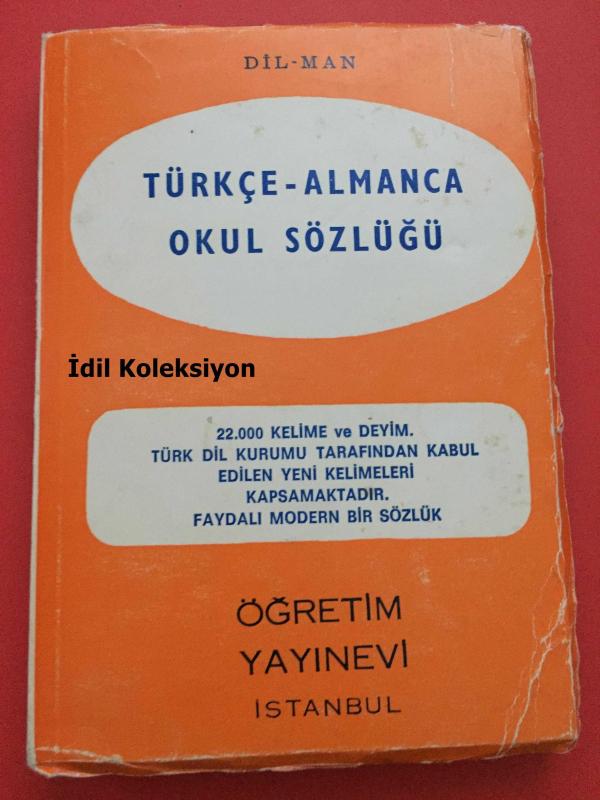 DİL-MAN
TÜRKÇE-ALMANCA
OKUL SÖZLÜĞÜ
İdil Koleksiyon
22.000 KELİME ve DEYİM.
TÜRK DİL KURUMU TARAFINDAN KABUL
EDİLEN YENİ KELİMELERİ
KAPSAMAKTADIR.
FAYDALI MODERN BİR SÖZLÜK
ÖĞRETİM
YAYINEVİ
İSTANBUL